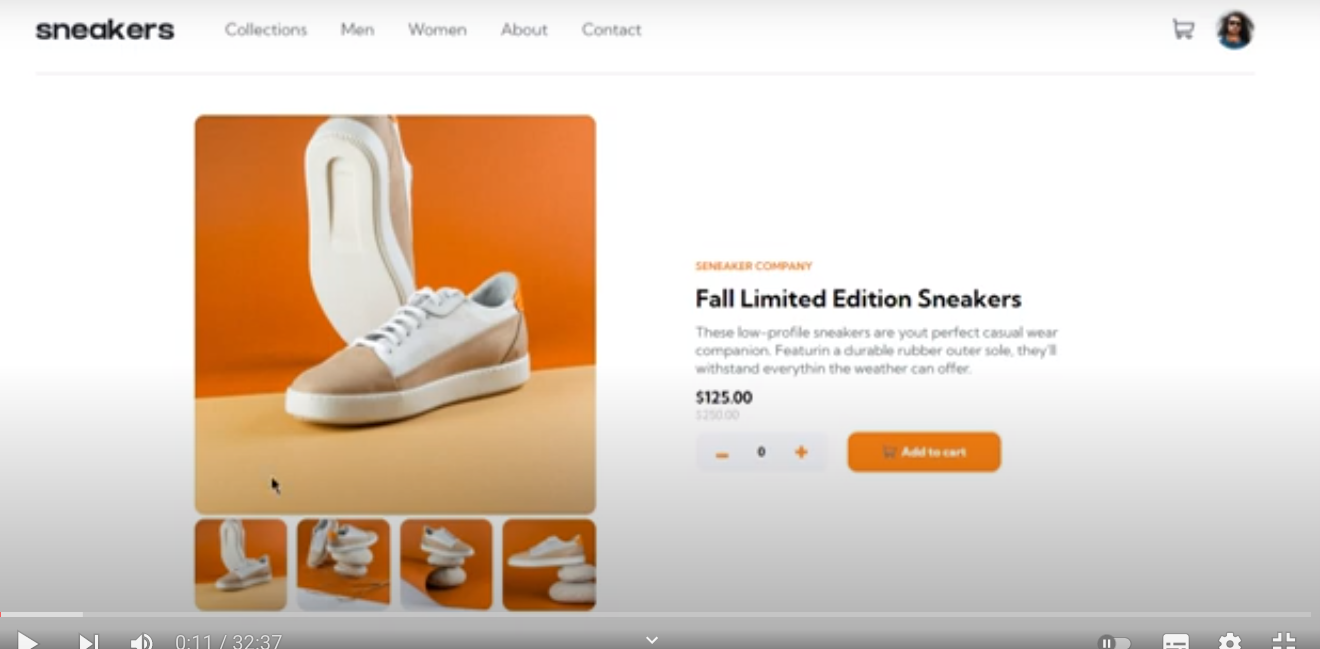 sneakers
Collections Men Women About Contact
SENEAKER COMPANY
Fall Limited Edition Sneakers
These low-profile sneakers are yout perfect casual wear
companion. Featurin a durable rubber outer sole, they'll
withstand everythin the weather can offer.
$125.00
$250.00
0
Add to cart
0:11 / 32:37